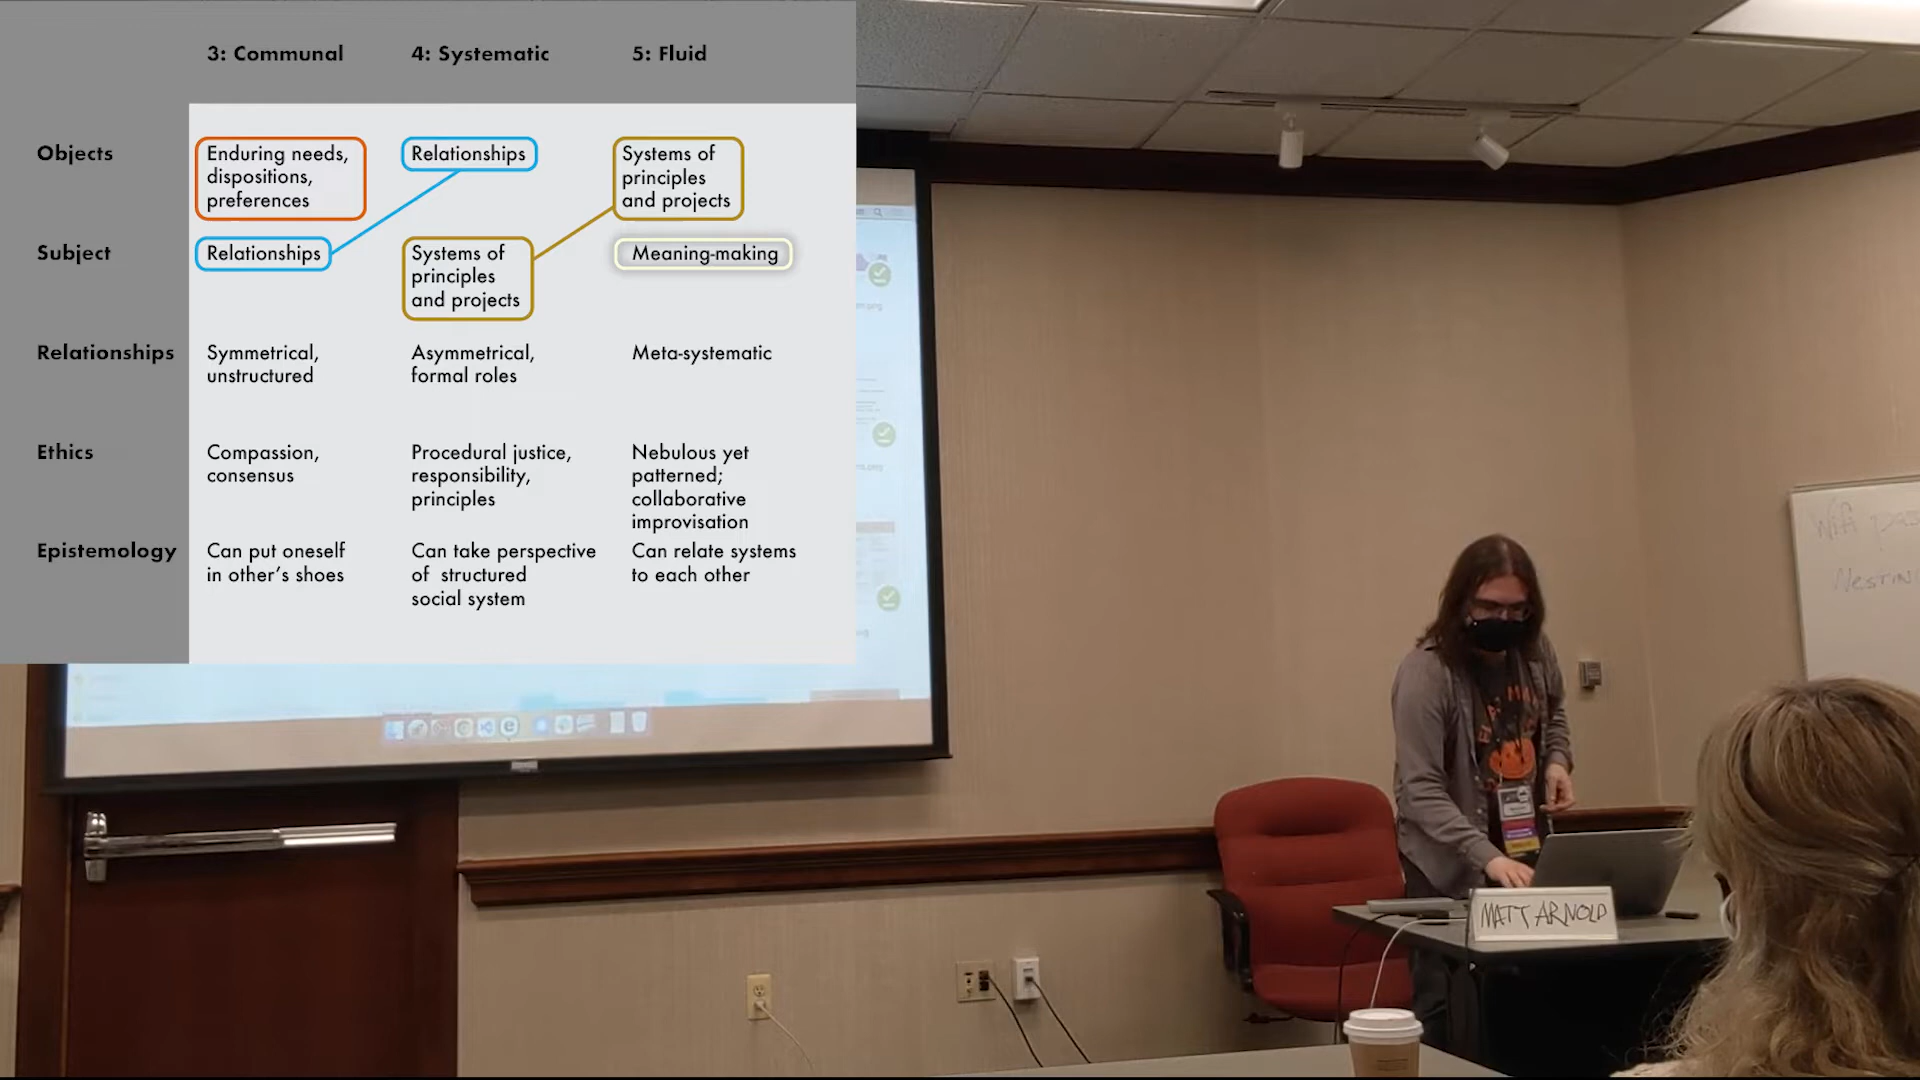 3: Communal
4: Systematic
5: Fluid
Objects
Enduring needs,
dispositions,
preferences
Relationships
Systems of
principles
and projects
Subject
Relationships
Systems of
principles
and projects
Meaning-making
Relationships
Symmetrical,
unstructured
Asymmetrical,
formal roles
Meta-systematic
Ethics
Compassion,
consensus
Procedural justice,
responsibility,
principles
Nebulous yet
patterned;
collaborative
improvisation
Epistemology
Can put oneself
in other's shoes
Can take perspective
of structured
social system
Can relate systems
to each other
MATT ARNOLD